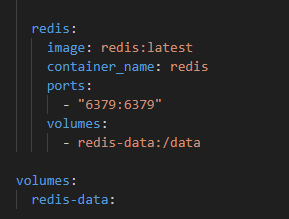 redis:
image: redis:latest
container_name: redis
ports:
- "6379:6379"
volumes:
- redis-data:/data
volumes:
redis-data: